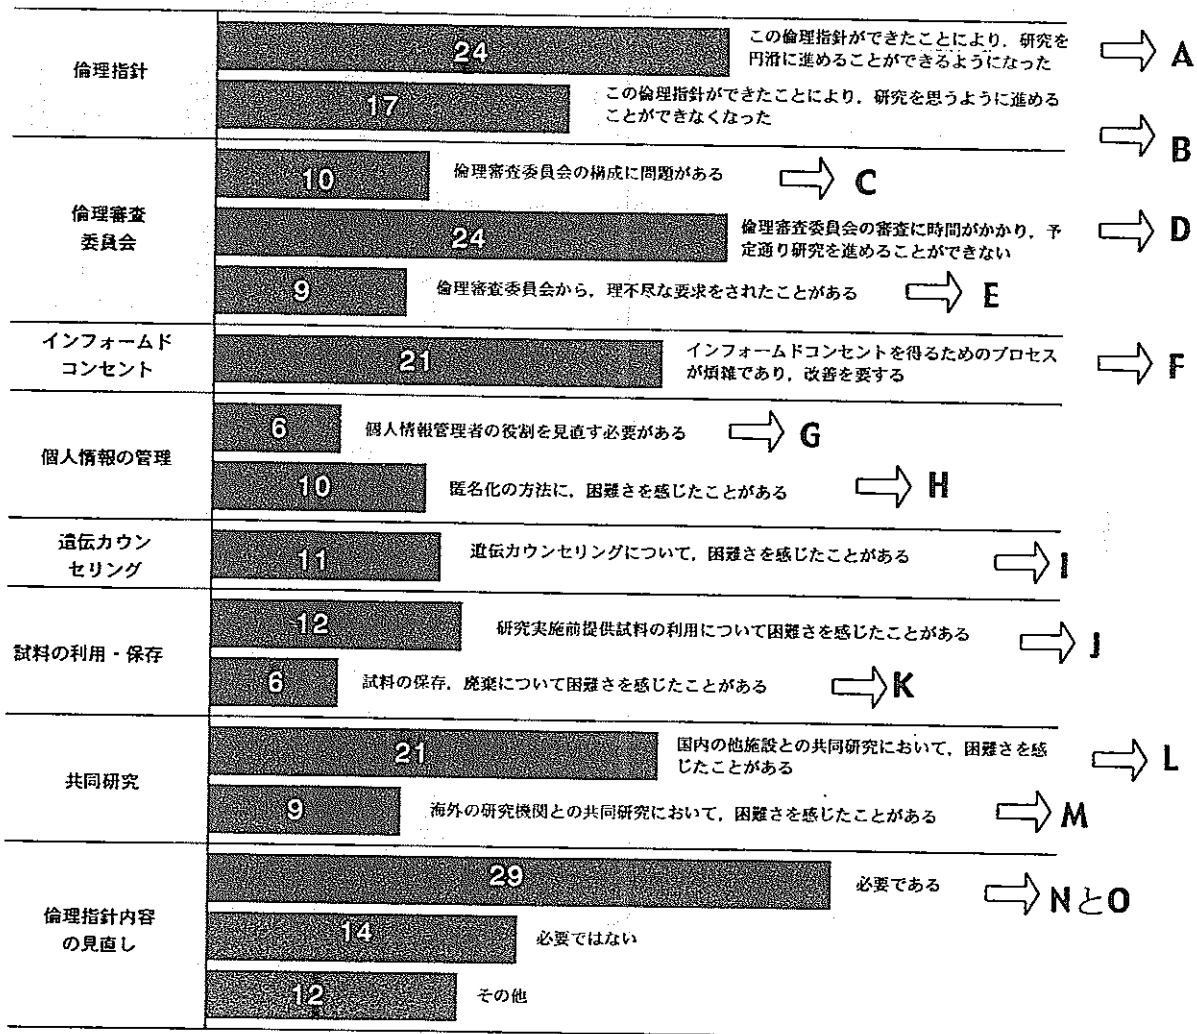 倫理指針
24
この倫理指針ができたことにより，研究を
円滑に進めることができるようになった
A
17
この倫理指針ができたことにより，研究を思うように進める
ことができなくなった
B
倫理審査
委員会
10
倫理審査委員会の構成に問題がある
C
24
倫理審査委員会の審査に時間がかかり，予
定通り研究を進めることができない
D
9
倫理審査委員会から，理不尽な要求をされたことがある
E
インフォームド
コンセント
21
インフォームドコンセントを得るためのプロセス
が煩雑であり，改善を要する
F
個人情報の管理
6
個人情報管理者の役割を見直す必要がある
G
10
匿名化の方法に，困難さを感じたことがある
H
遺伝カウン
セリング
11
遺伝カウンセリングについて，困難さを感じたことがある
I
試料の利用・保存
12
研究実施前提供試料の利用について困難さを感じたことがある
J
6
試料の保存，廃棄について困難さを感じたことがある
K
共同研究
21
国内の他施設との共同研究において，困難さを感
じたことがある
L
9
海外の研究機関との共同研究において，困難さを感じたことがある
M
倫理指針内容
の見直し
29
必要である
NとO
14
必要ではない
12
その他